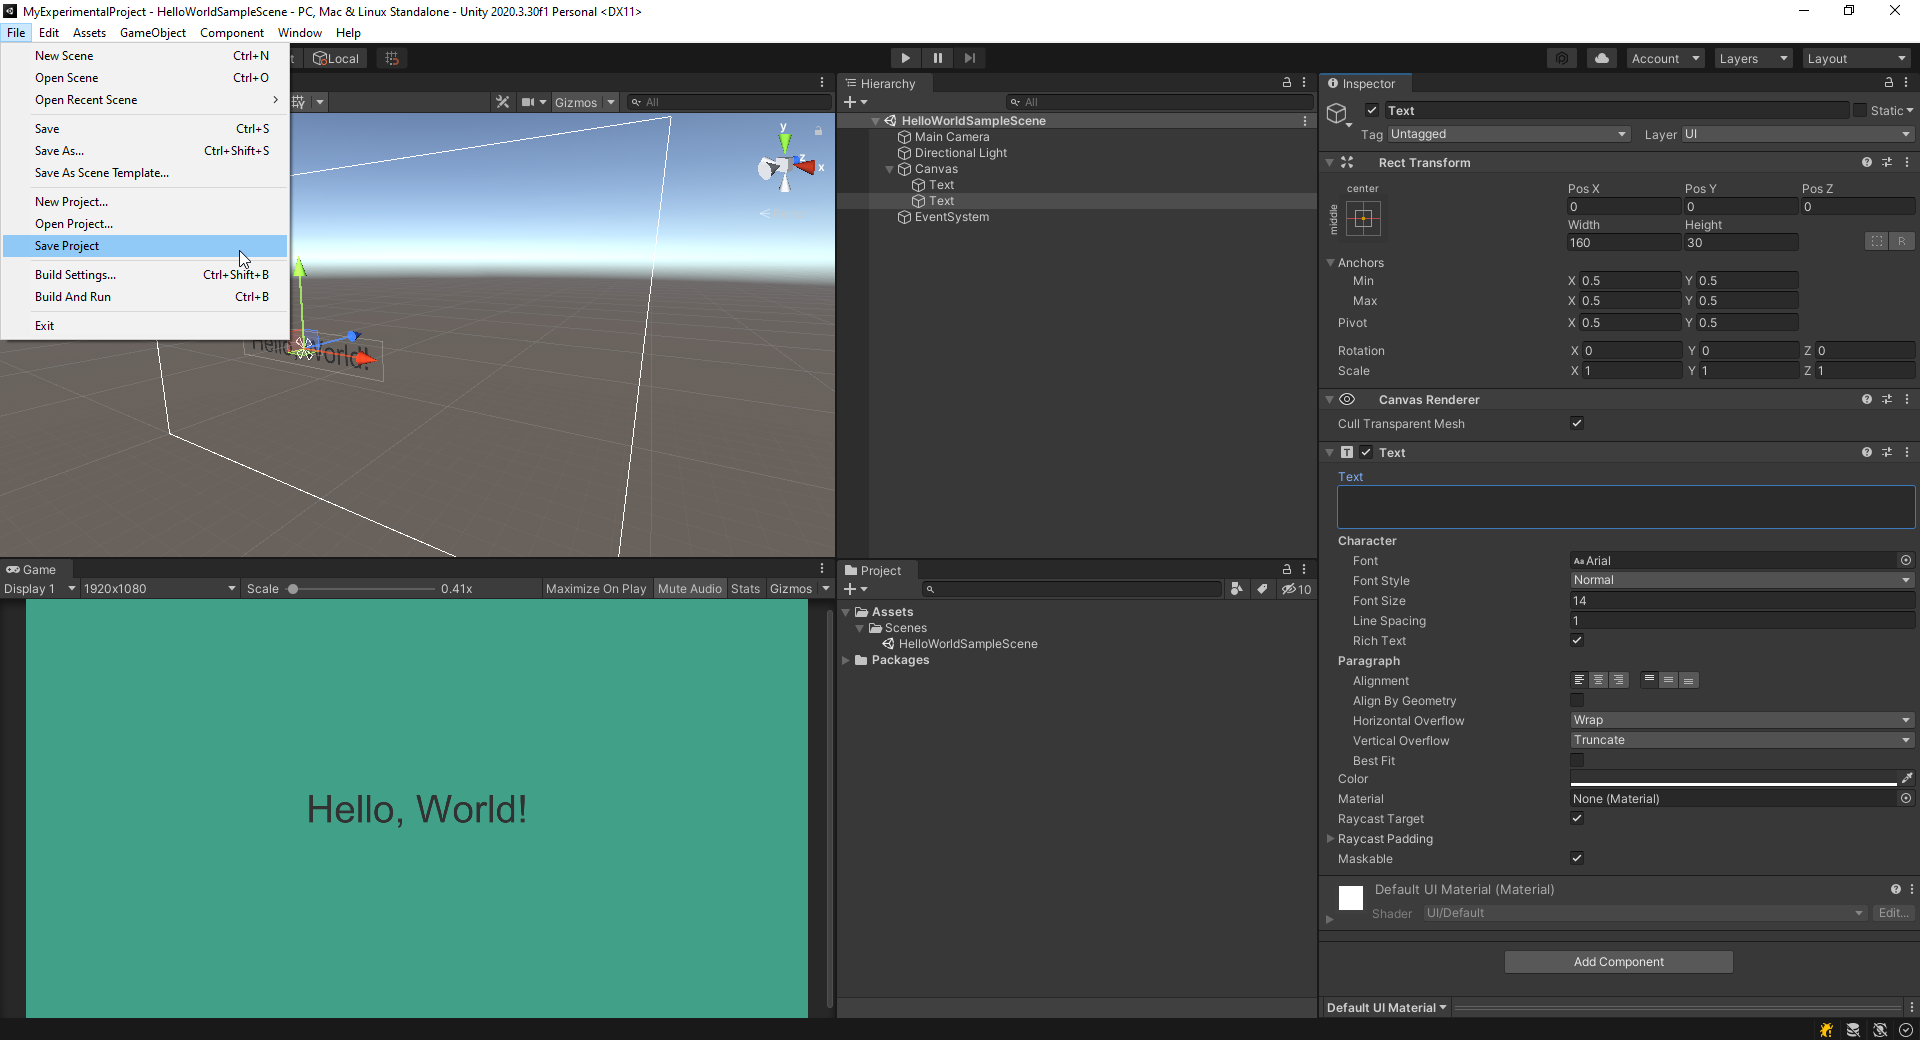 MyExperimentalProject - HelloWorldSampleScene - PC, Mac & Linux Standalone - Unity 2020.3.30f1 Personal <DX11>
File Edit Assets GameObject Component Window Help
New Scene Ctrl+N
Open Scene Ctrl+O
Open Recent Scene
Save Ctrl+S
Save As... Ctrl+Shift+S
Save As Scene Template...
New Project...
Open Project...
Save Project
Build Settings... Ctrl+Shift+B
Build And Run Ctrl+B
Exit
Local
Account Layers Layout
Gizmos All
y
z
x
Hello, World!
Hierarchy
All
HelloWorldSampleScene
Main Camera
Directional Light
Canvas
Text
Text
EventSystem
Game
Display 1 1920x1080 Scale 0.41x Maximize On Play Mute Audio Stats Gizmos
Hello, World!
Project
10
Assets
Scenes
HelloWorldSampleScene
Packages
Inspector
Text Static
Tag Untagged Layer UI
Rect Transform
center Pos X Pos Y Pos Z
middle 0 0 0
Width Height
160 30 R
Anchors
Min X 0.5 Y 0.5
Max X 0.5 Y 0.5
Pivot X 0.5 Y 0.5
Rotation X 0 Y 0 Z 0
Scale X 1 Y 1 Z 1
Canvas Renderer
Cull Transparent Mesh
T Text
Text
Character
Font Aa Arial
Font Style Normal
Font Size 14
Line Spacing 1
Rich Text
Paragraph
Alignment
Align By Geometry
Horizontal Overflow Wrap
Vertical Overflow Truncate
Best Fit
Color
Material None (Material)
Raycast Target
Raycast Padding
Maskable
Default UI Material (Material)
Shader UI/Default Edit...
Add Component
Default UI Material